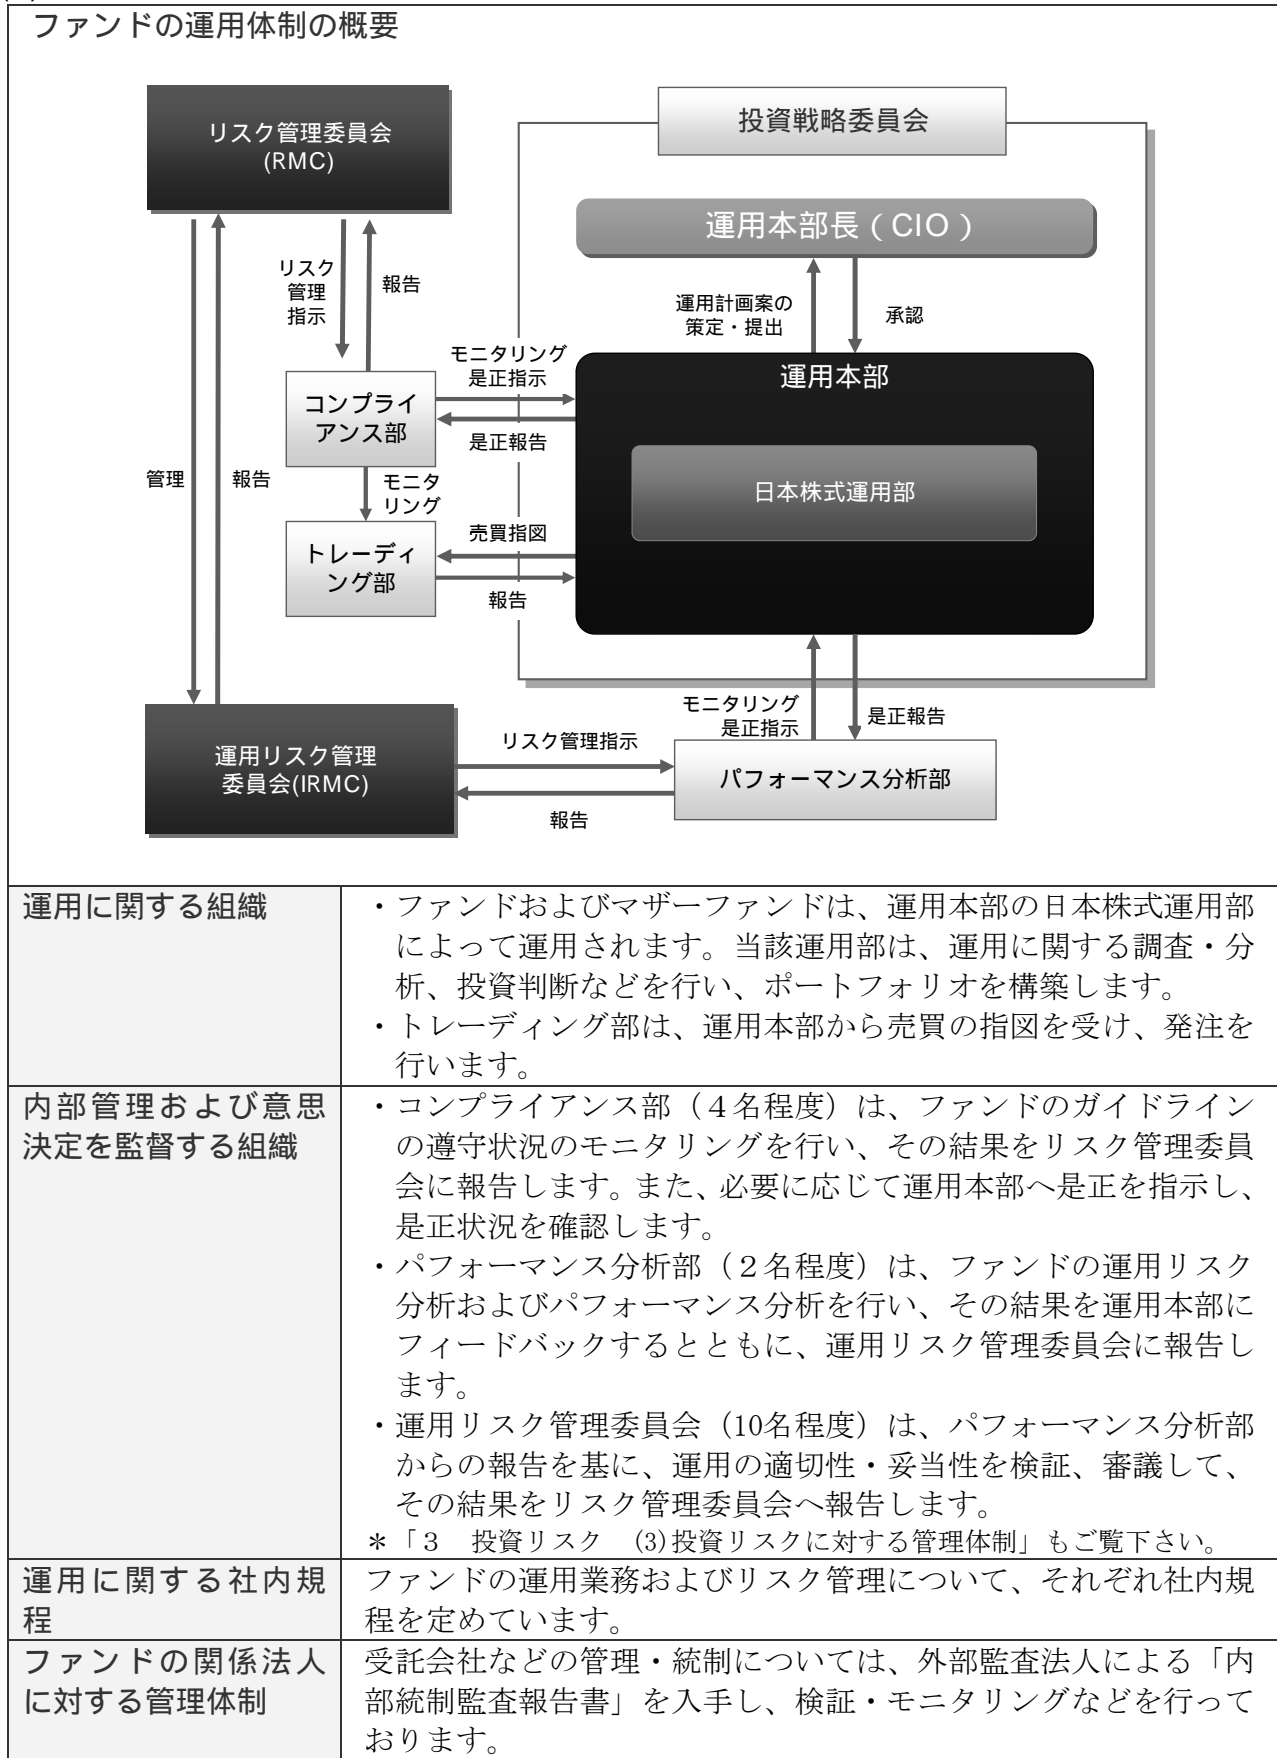 ファンドの運用体制の概要
リスク管理委員会
(RMC)
投資戦略委員会
運用本部長（CIO）
リスク
管理
指示
報告
運用計画案の
策定・提出
承認
モニタリング
是正指示
運用本部
コンプライ
アンス部
是正報告
管理
報告
モニタ
リング
日本株式運用部
売買指図
トレーディ
ング部
報告
モニタリング
是正指示
是正報告
運用リスク管理
委員会(IRMC)
リスク管理指示
パフォーマンス分析部
報告
運用に関する組織
・ファンドおよびマザーファンドは、運用本部の日本株式運用部
によって運用されます。当該運用部は、運用に関する調査・分
析、投資判断などを行い、ポートフォリオを構築します。
・トレーディング部は、運用本部から売買の指図を受け、発注を
行います。
内部管理および意思
決定を監督する組織
・コンプライアンス部（４名程度）は、ファンドのガイドライン
の遵守状況のモニタリングを行い、その結果をリスク管理委員
会に報告します。また、必要に応じて運用本部へ是正を指示し、
是正状況を確認します。
・パフォーマンス分析部（２名程度）は、ファンドの運用リスク
分析およびパフォーマンス分析を行い、その結果を運用本部に
フィードバックするとともに、運用リスク管理委員会に報告し
ます。
・運用リスク管理委員会（10名程度）は、パフォーマンス分析部
からの報告を基に、運用の適切性・妥当性を検証、審議して、
その結果をリスク管理委員会へ報告します。
＊「３　投資リスク　(3)投資リスクに対する管理体制」もご覧下さい。
運用に関する社内規
程
ファンドの運用業務およびリスク管理について、それぞれ社内規
程を定めています。
ファンドの関係法人
に対する管理体制
受託会社などの管理・統制については、外部監査法人による「内
部統制監査報告書」を入手し、検証・モニタリングなどを行って
おります。